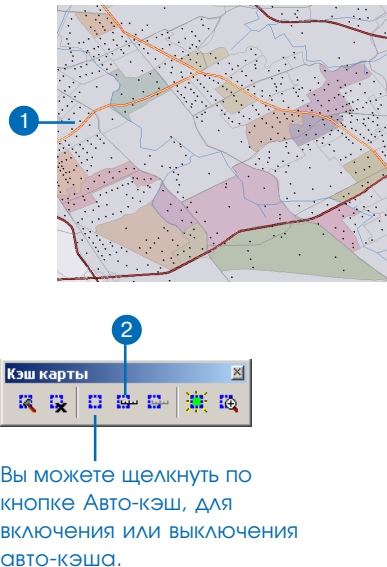 1
2
Кэш карты
Вы можете щелкнуть по
кнопке Авто-кэш, для
включения или выключения
авто-кэша.